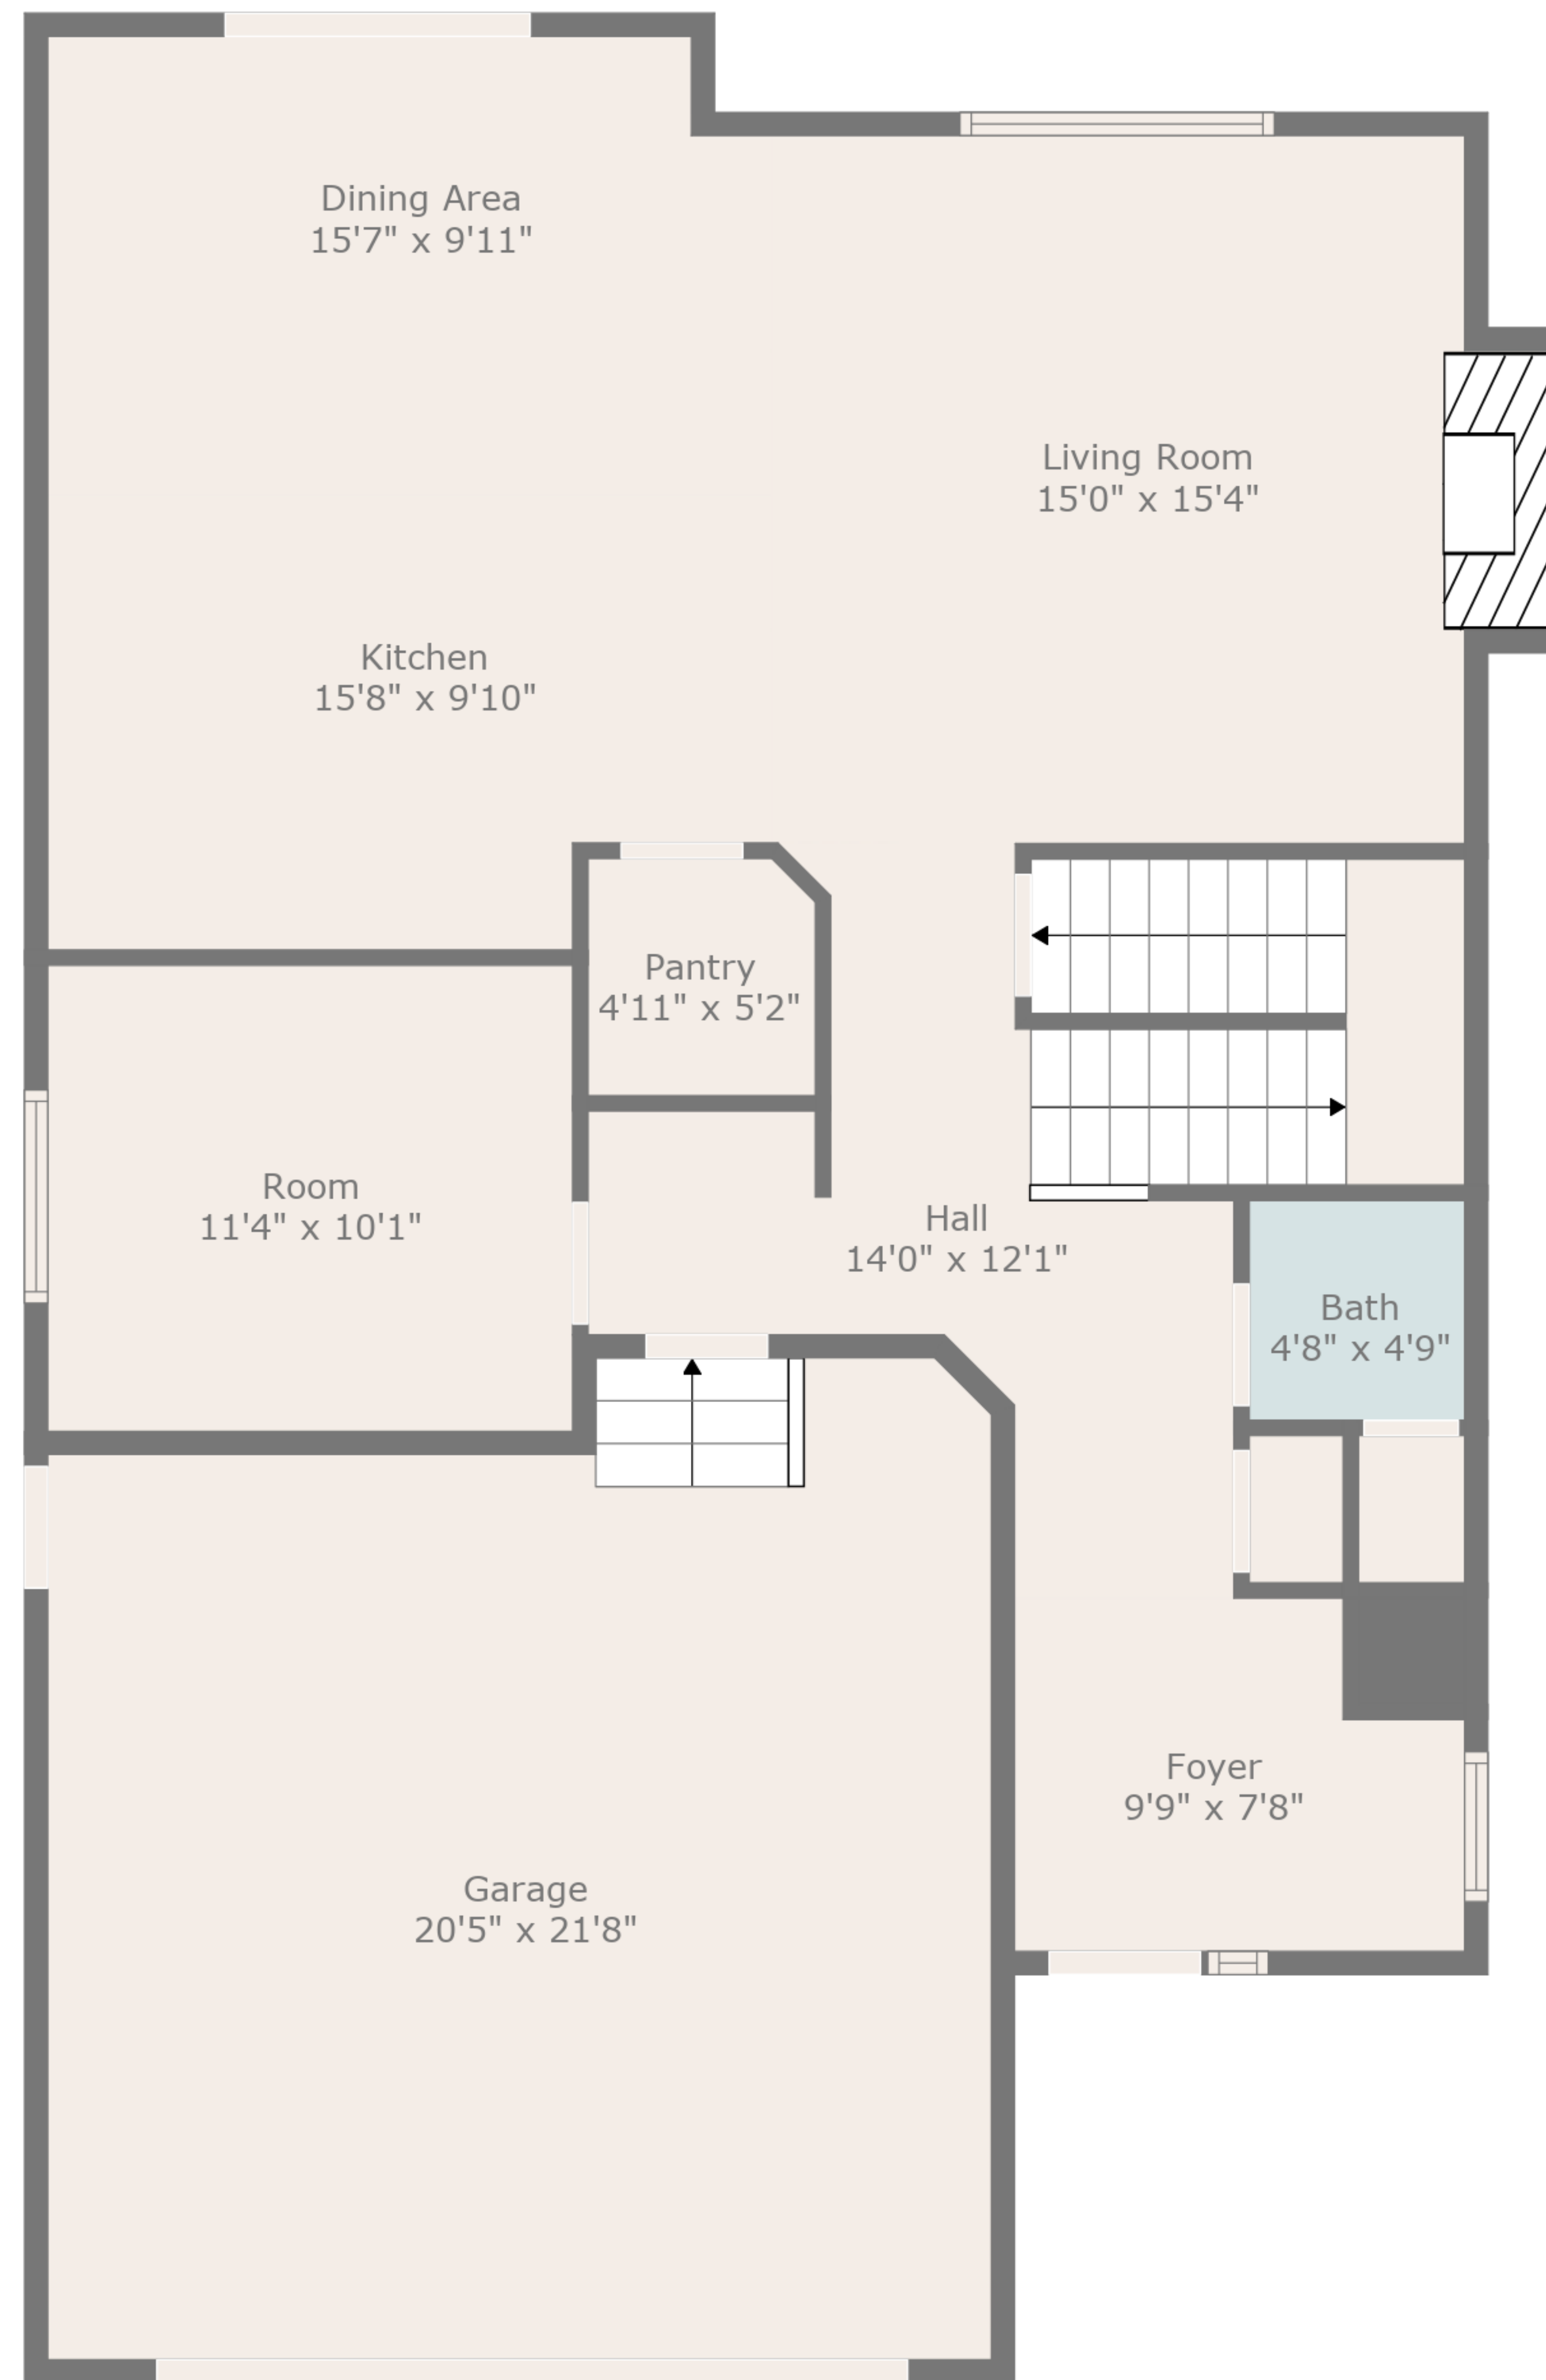 Dining Area
15'7" x 9'11"
Living Room
15'0" x 15'4"
Kitchen
15'8" x 9'10"
Pantry
4'11" x 5'2"
Room
11'4" x 10'1"
Hall
14'0" x 12'1"
Bath
4'8" x 4'9"
Foyer
9'9" x 7'8"
Garage
20'5" x 21'8"